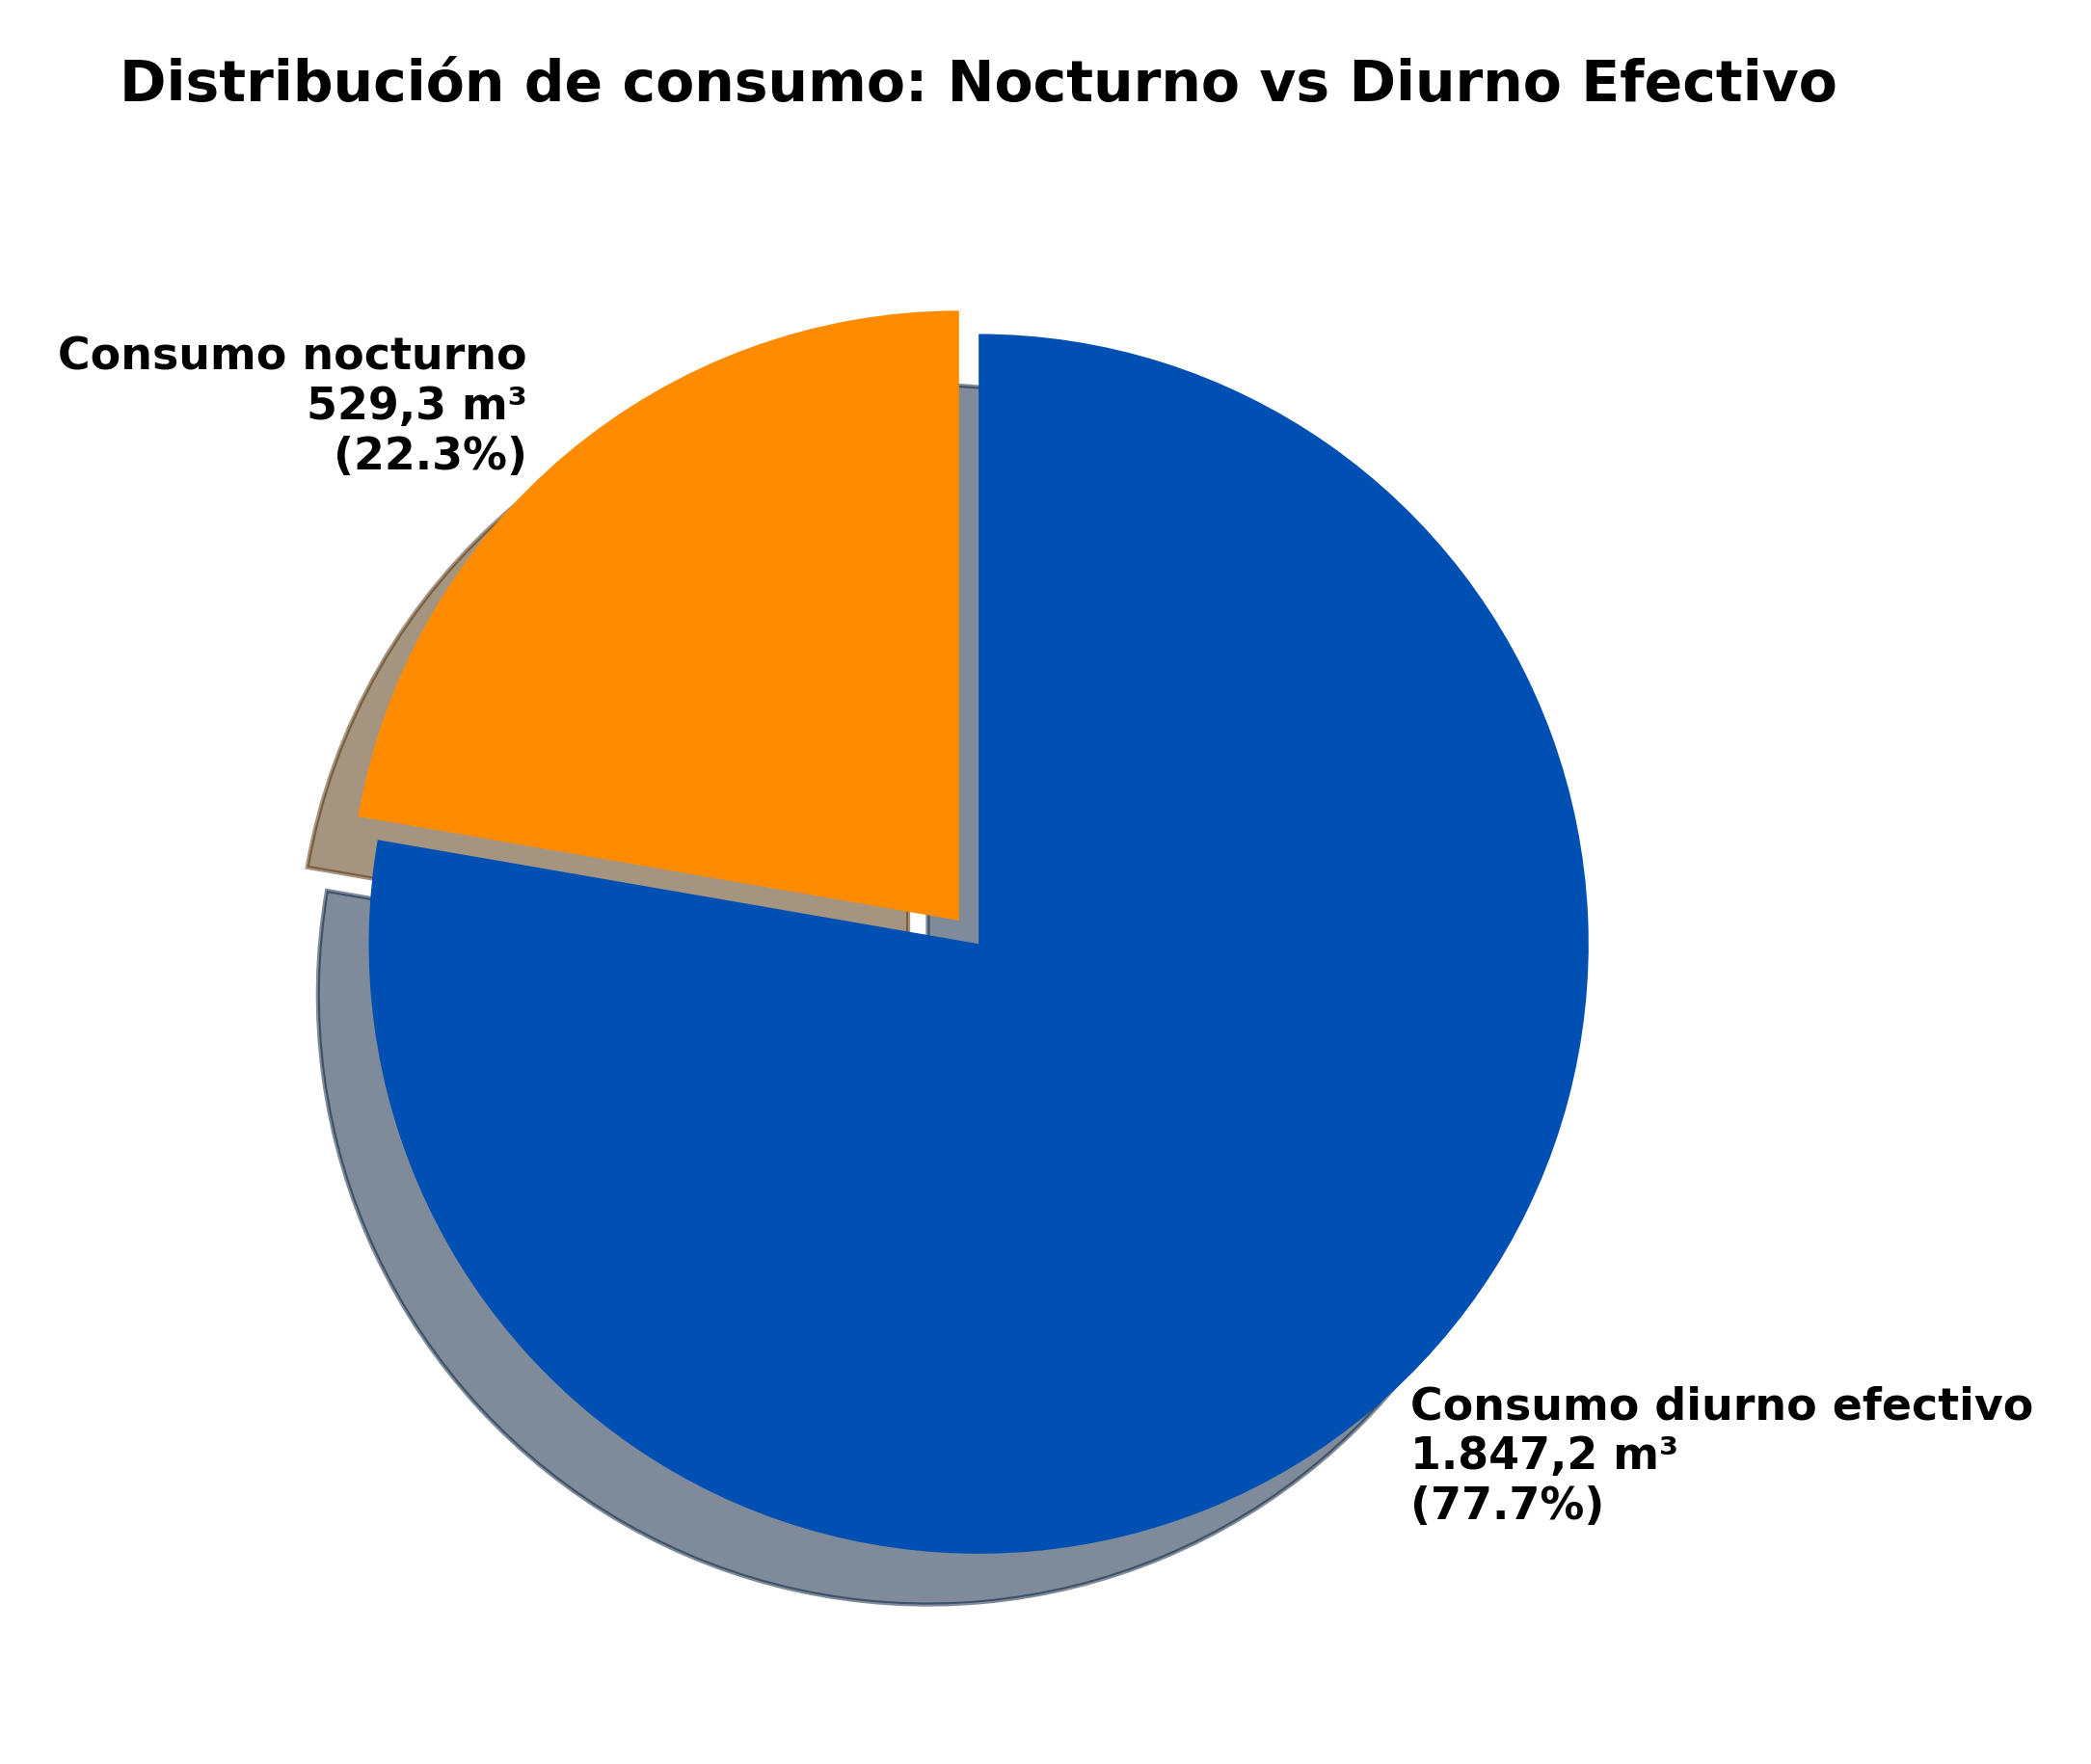 Distribución de consumo: Nocturno vs Diurno Efectivo
Consumo nocturno
529,3 m³
(22.3%)
Consumo diurno efectivo
1.847,2 m³
(77.7%)